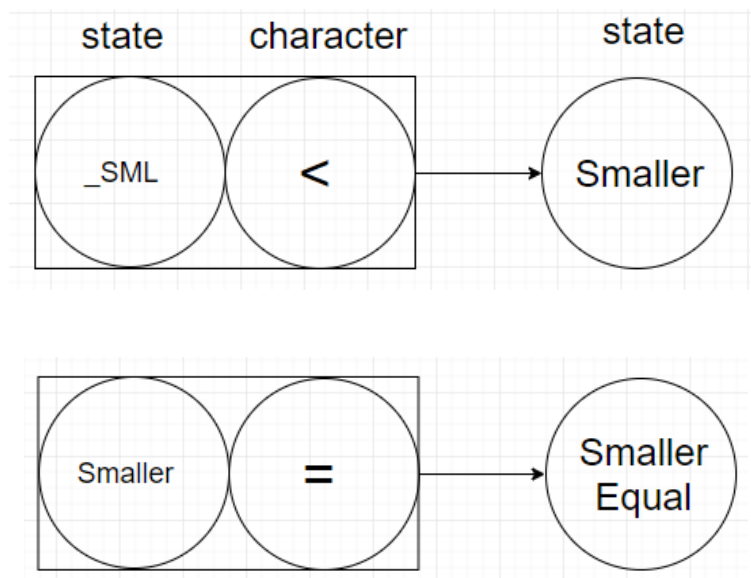 state character state
_SML < Smaller
Smaller = Smaller
Equal